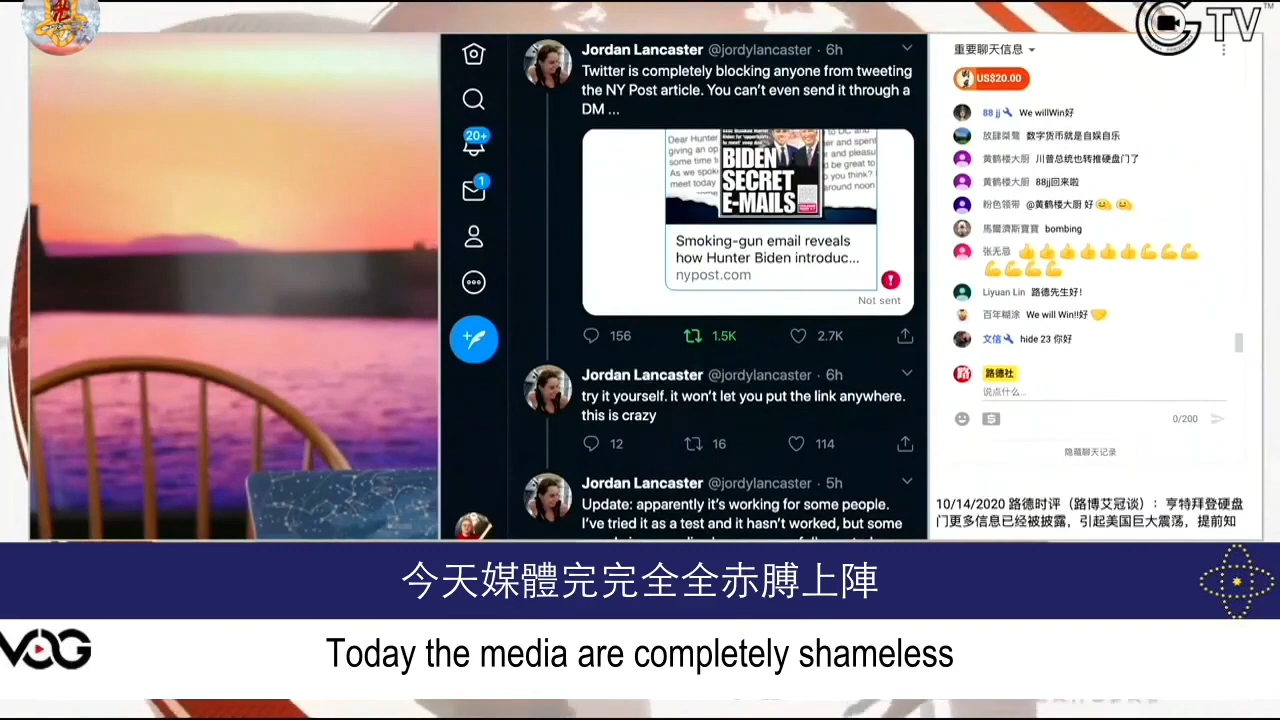 GTV
TM
20+
1
Jordan Lancaster @jordylancaster · 6h
Twitter is completely blocking anyone from tweeting
the NY Post article. You can't even send it through a
DM ...
BIDEN
SECRET
E-MAILS
Smoking-gun email reveals
how Hunter Biden introduc...
nypost.com
Not sent
156 1.5K 2.7K
Jordan Lancaster @jordylancaster · 6h
try it yourself. it won't let you put the link anywhere.
this is crazy
12 16 114
Jordan Lancaster @jordylancaster · 5h
Update: apparently it's working for some people.
I've tried it as a test and it hasn't worked, but some
重要聊天信息
US$20.00
88 jj We willWin好
放肆桀骜 数字货币就是自娱自乐
黄鹤楼大厨 川普总统也转推硬盘门了
黄鹤楼大厨 88jj回来啦
粉色领带 @黄鹤楼大厨 好😊😊
馬爾濟斯寶寶 bombing
张无忌 👍👍👍👍👍👍💪💪💪
💪💪💪💪
Liyuan Lin 路德先生好!
百年糊涂 We will Win!!好🤝
文信 hide 23 你好
路
路德社
说点什么...
0/200
隐藏聊天记录
10/14/2020 路德时评（路博艾冠谈）：亨特拜登硬盘
门更多信息已经被披露，引起美国巨大震荡，提前知
今天媒體完完全全赤膊上陣
VOG
Today the media are completely shameless